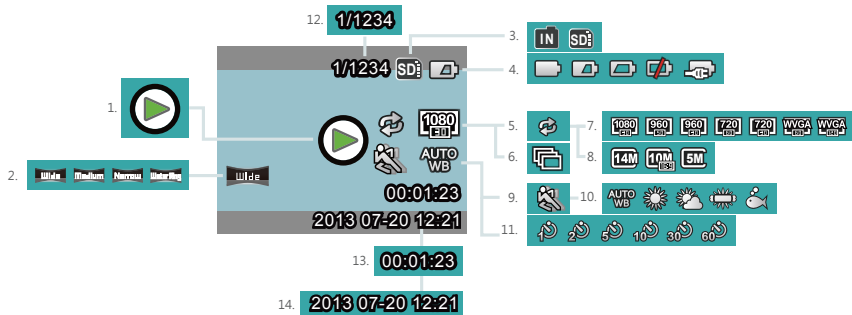 12. 1/1234
1/1234 SD
3. IN SD
4.
1.
1080
5.
7. 1080 960 960 720 720 WVGA WVGA
6.
8. 14M 10M 5M
2. Wide Medium Narrow
Wide
AUTO WB
00:01:23
9.
10. AUTO WB
2013 07-20 12:21
11. 1 2 5 10 30 60
13. 00:01:23
14. 2013 07-20 12:21